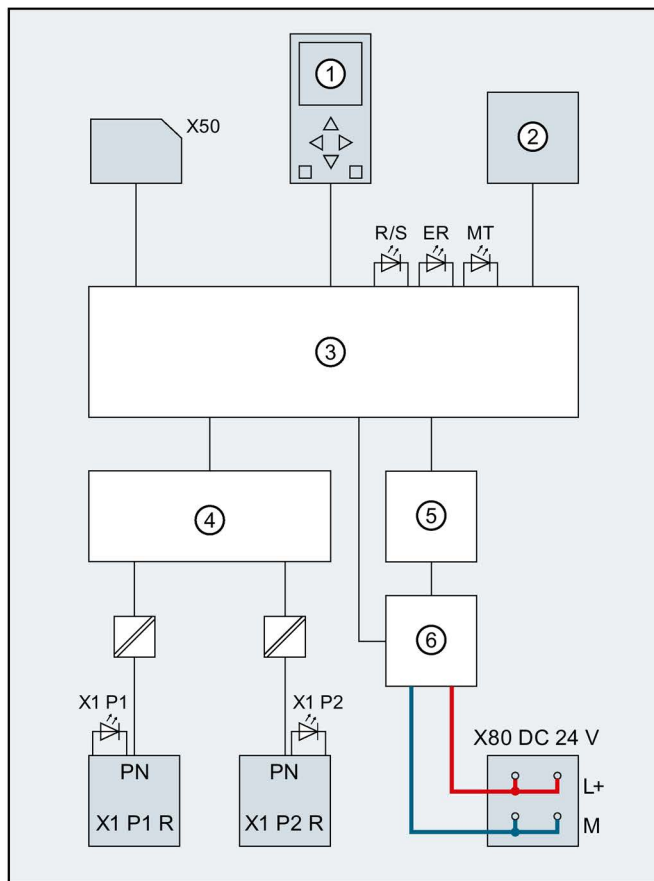 1
X50
2
R/S ER MT
3
4
5
6
X1 P1
X1 P2
X80 DC 24 V
PN
PN
L+
X1 P1 R
X1 P2 R
M